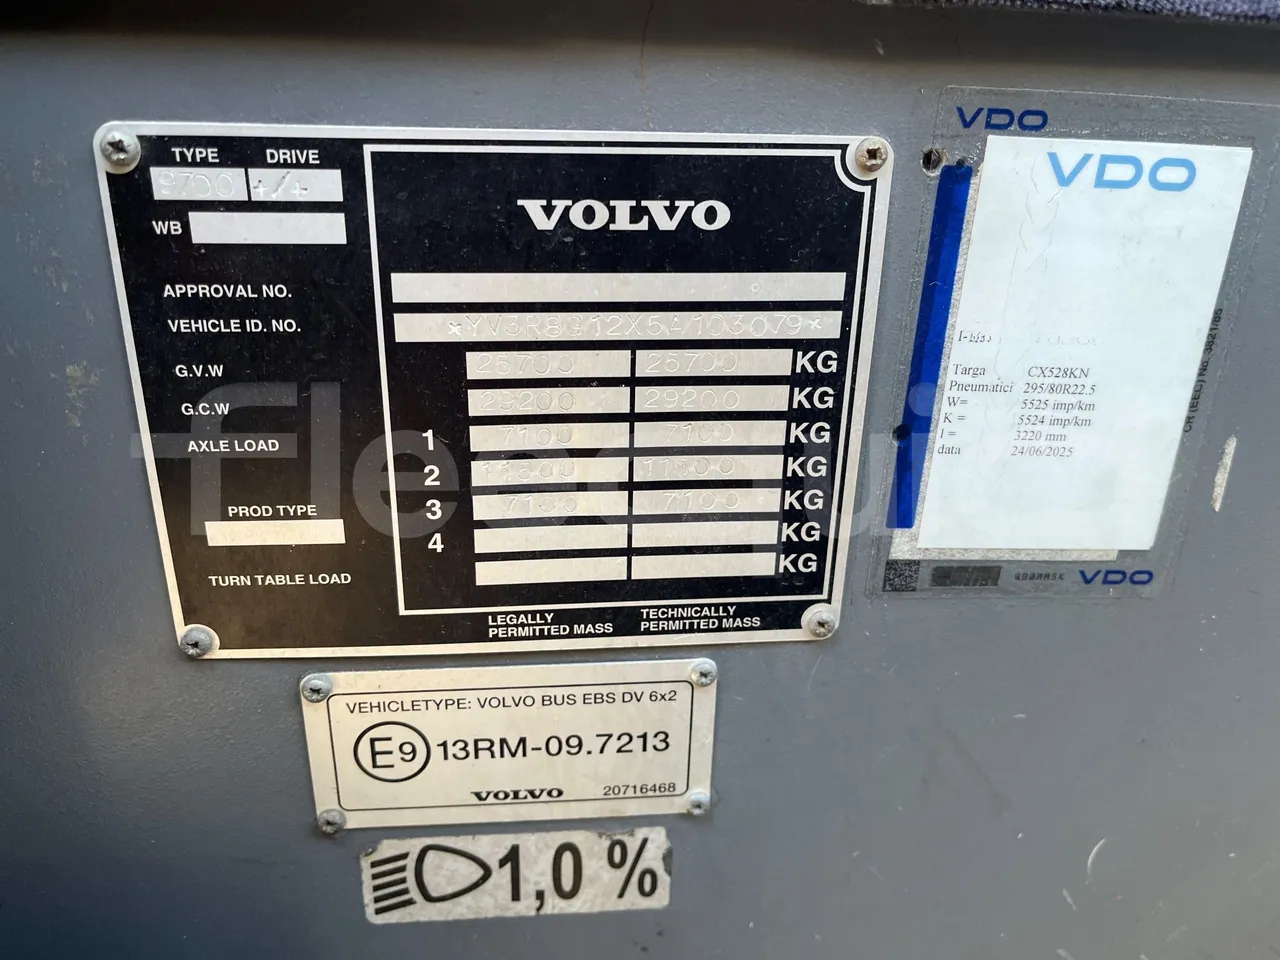 TYPE DRIVE
9700 +/+
WB
VOLVO
APPROVAL NO.
VEHICLE ID. NO. *YV3R8G12X5A103079*
G.V.W 25700 25700 KG
G.C.W 29200 29200 KG
AXLE LOAD 1 7100 7100 KG
2 11500 11500 KG
3 7100 7100 KG
PROD TYPE
4 KG
TURN TABLE LOAD KG
LEGALLY PERMITTED MASS TECHNICALLY PERMITTED MASS
VEHICLETYPE: VOLVO BUS EBS DV 6x2
E9 13RM-09.7213
VOLVO 20716468
1,0 %
VDO
VDO
Targa CX528KN
Pneumatici 295/80R22.5
W= 5525 imp/km
K = 5524 imp/km
l = 3220 mm
data 24/06/2025
VDO
fleequid